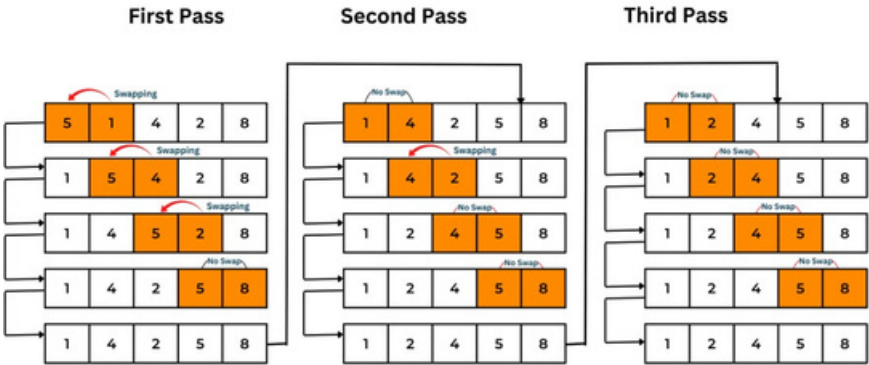 First Pass
Swapping
5 1 4 2 8
Swapping
1 5 4 2 8
Swapping
1 4 5 2 8
No Swap
1 4 2 5 8
1 4 2 5 8
Second Pass
No Swap
1 4 2 5 8
Swapping
1 4 2 5 8
No Swap
1 2 4 5 8
No Swap
1 2 4 5 8
1 2 4 5 8
Third Pass
No Swap
1 2 4 5 8
No Swap
1 2 4 5 8
No Swap
1 2 4 5 8
No Swap
1 2 4 5 8
1 2 4 5 8